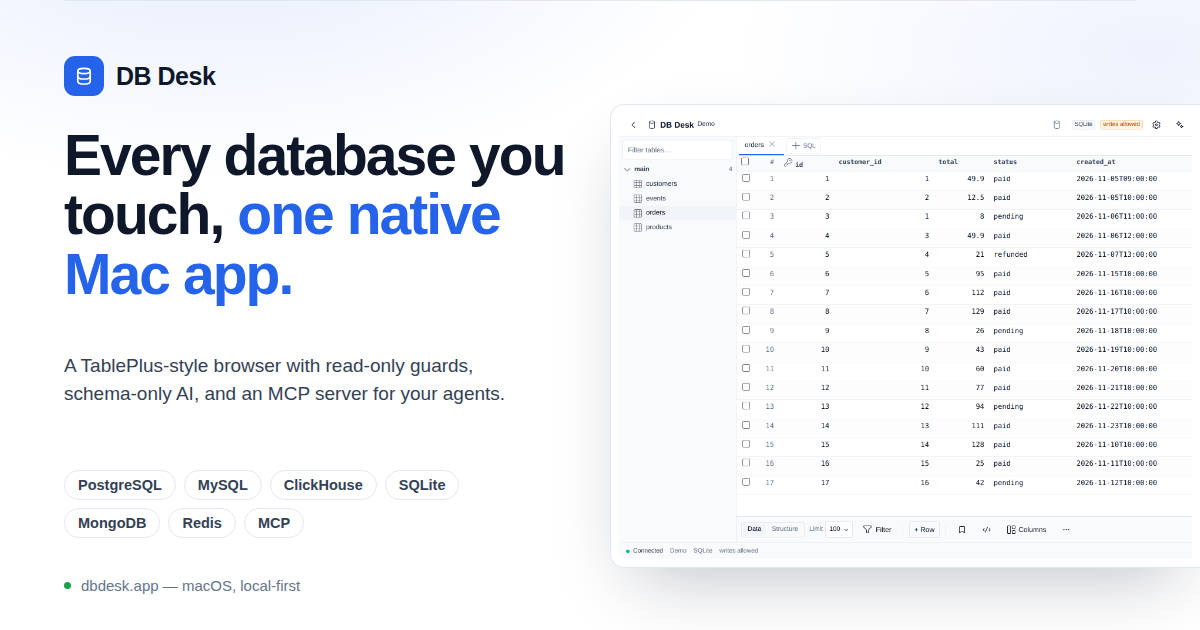 DB Desk
Every database you
touch, one native
Mac app.
A TablePlus-style browser with read-only guards,
schema-only AI, and an MCP server for your agents.
PostgreSQL MySQL ClickHouse SQLite
MongoDB Redis MCP
dbdesk.app — macOS, local-first
DB Desk Demo SQLite writes allowed
Filter tables...
main 4
customers
events
orders
products
orders SQL
# id customer_id total status created_at
1 1 1 49.9 paid 2026-11-05T09:00:00
2 2 2 12.5 paid 2026-11-05T10:00:00
3 3 1 8 pending 2026-11-06T11:00:00
4 4 3 49.9 paid 2026-11-06T12:00:00
5 5 4 21 refunded 2026-11-07T13:00:00
6 6 5 95 paid 2026-11-15T10:00:00
7 7 6 112 paid 2026-11-16T10:00:00
8 8 7 129 paid 2026-11-17T10:00:00
9 9 8 26 pending 2026-11-18T10:00:00
10 10 9 43 paid 2026-11-19T10:00:00
11 11 10 60 paid 2026-11-20T10:00:00
12 12 11 77 paid 2026-11-21T10:00:00
13 13 12 94 pending 2026-11-22T10:00:00
14 14 13 111 paid 2026-11-23T10:00:00
15 15 14 128 paid 2026-11-10T10:00:00
16 16 15 25 paid 2026-11-11T10:00:00
17 17 16 42 pending 2026-11-12T10:00:00
Data Structure Limit 100 Filter + Row Columns
Connected Demo SQLite writes allowed